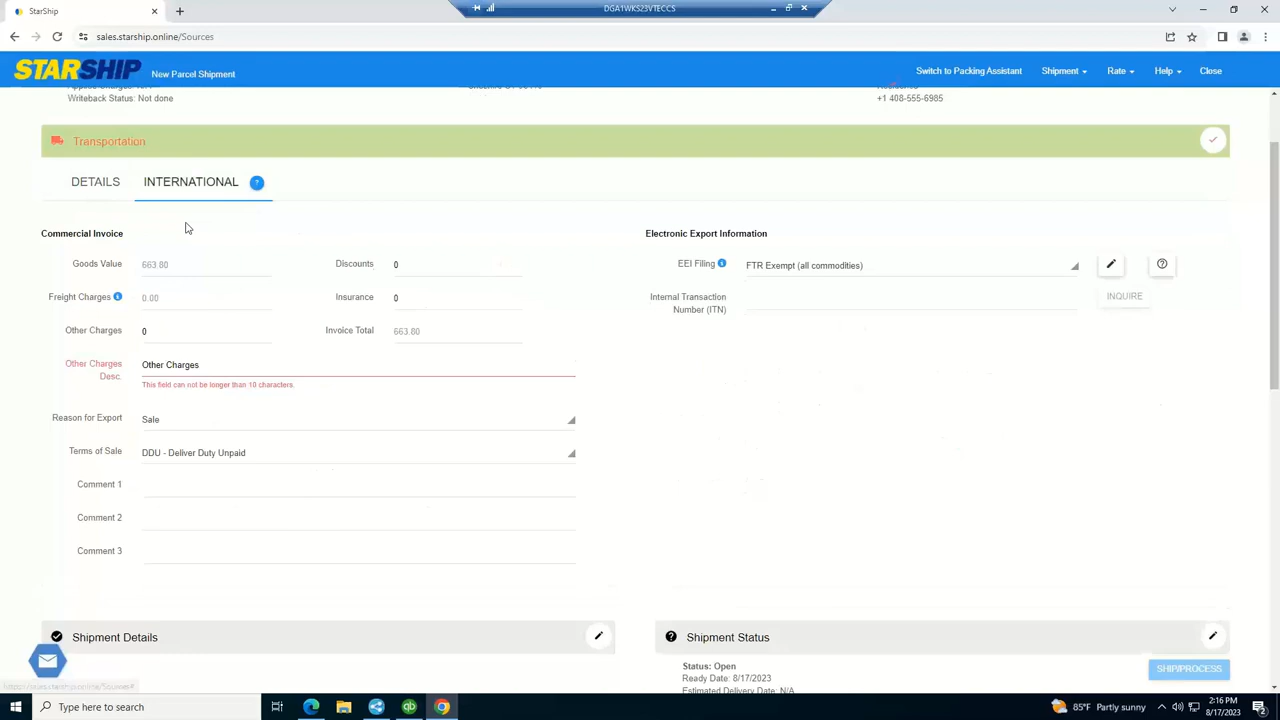 StarShip
DGA1WKS23VTECCS
sales.starship.online/Sources
STARSHIP New Parcel Shipment Switch to Packing Assistant Shipment Rate Help Close
Writeback Status: Not done
+1 408-555-6985
Transportation
DETAILS INTERNATIONAL ?
Commercial Invoice
Goods Value 663.80 Discounts 0
Freight Charges 0.00 Insurance 0
Other Charges 0 Invoice Total 663.80
Other Charges
Desc. Other Charges
This field can not be longer than 10 characters.
Reason for Export Sale
Terms of Sale DDU - Deliver Duty Unpaid
Comment 1
Comment 2
Comment 3
Electronic Export Information
EEI Filing FTR Exempt (all commodities)
Internal Transaction
Number (ITN) INQUIRE
Shipment Details
Shipment Status
Status: Open
Ready Date: 8/17/2023
Estimated Delivery Date: N/A
SHIP/PROCESS
Type here to search
85°F Partly sunny
2:16 PM
8/17/2023
2